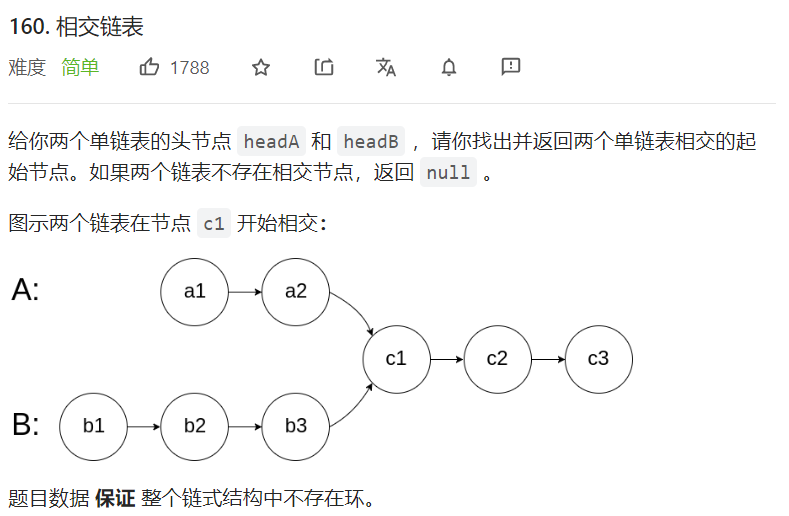 160. 相交链表
难度 简单 1788 文A
给你两个单链表的头节点 headA 和 headB ，请你找出并返回两个单链表相交的起
始节点。如果两个链表不存在相交节点，返回 null 。
图示两个链表在节点 c1 开始相交：
A: a1 a2
c1 c2 c3
B: b1 b2 b3
题目数据 保证 整个链式结构中不存在环。